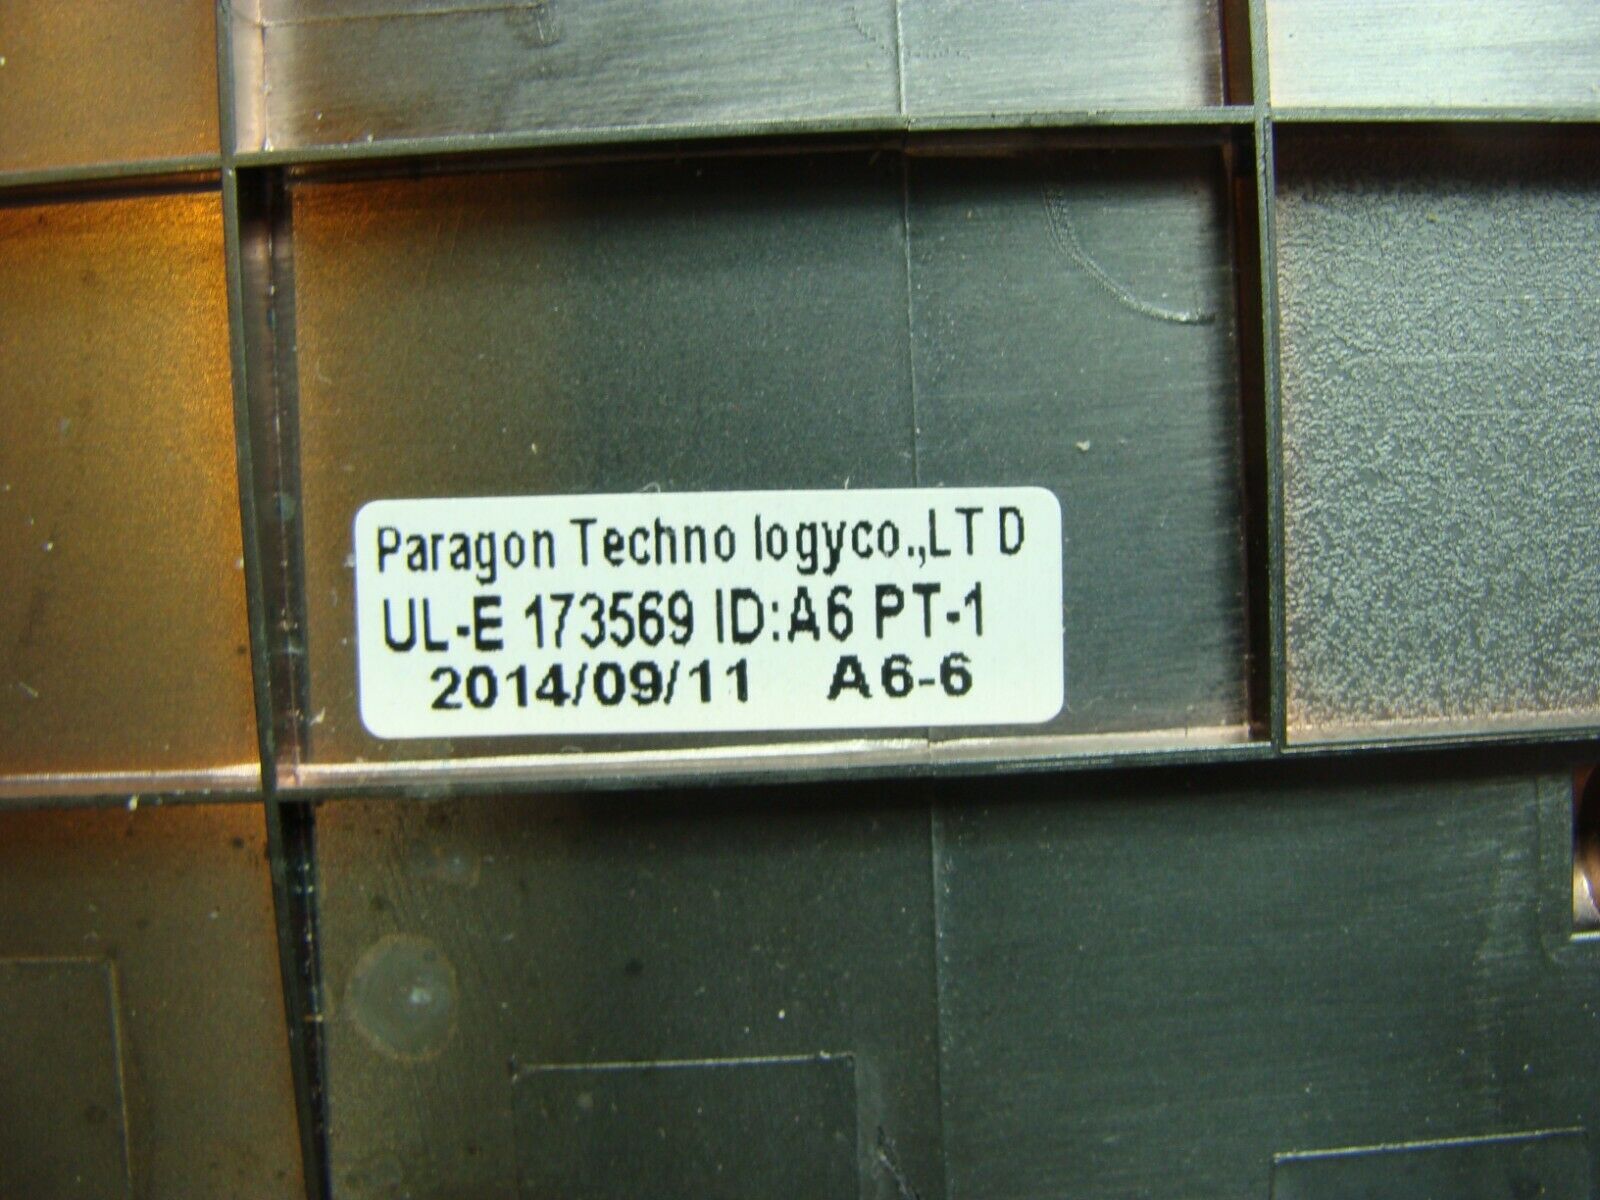 Paragon Techno logyco.,LT D
UL-E 173569 ID:A6 PT-1
2014/09/11 A6-6